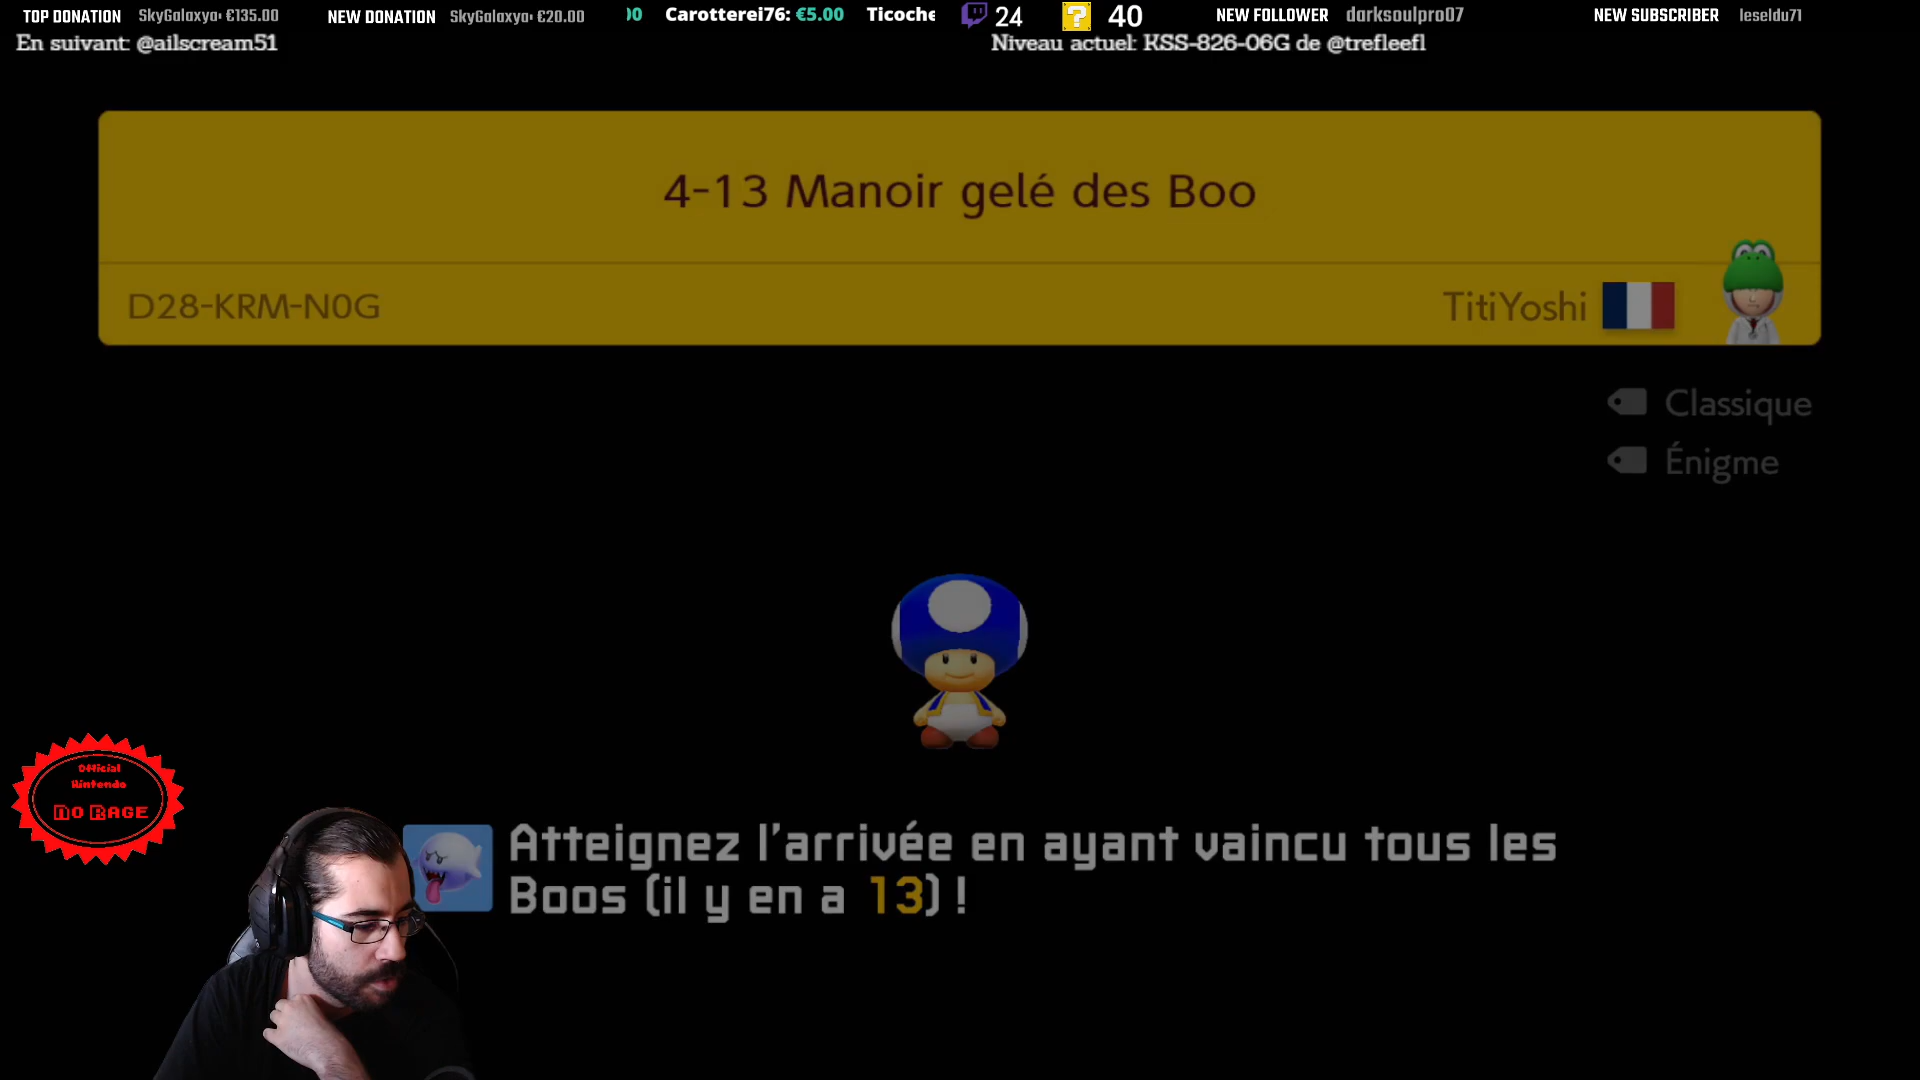 TOP DONATION SkyGalaxya: €135.00 NEW DONATION SkyGalaxya: €20.00 Carotterei76: €5.00 Ticoche 24 40 NEW FOLLOWER darksoulpro07 NEW SUBSCRIBER leseldu71
En suivant: @ailscream51 Niveau actuel: KSS-826-06G de @trefleefl
4-13 Manoir gelé des Boo
D28-KRM-N0G TitiYoshi
Classique
Énigme
Official
Nintendo
No Rage
Atteignez l'arrivée en ayant vaincu tous les
Boos (il y en a 13) !